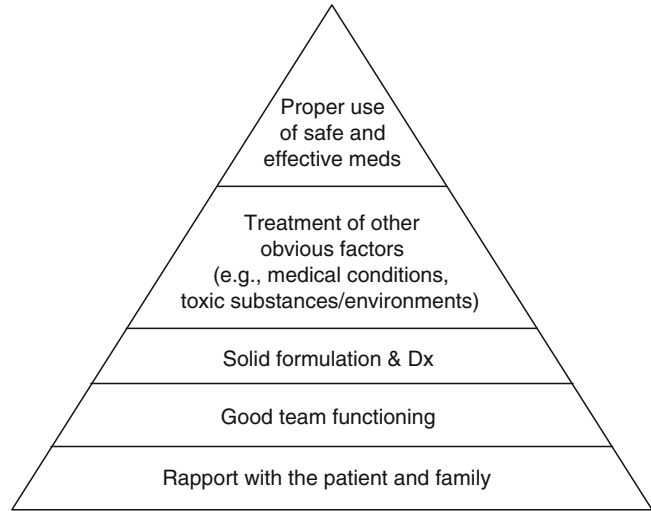 Proper use
of safe and
effective meds
Treatment of other
obvious factors
(e.g., medical conditions,
toxic substances/environments)
Solid formulation & Dx
Good team functioning
Rapport with the patient and family